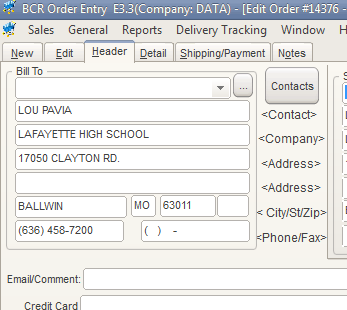 BCR Order Entry E3.3(Company: DATA) - [Edit Order #14376 -
Sales General Reports Delivery Tracking Window H
New Edit Header Detail Shipping/Payment Notes
Bill To
... Contacts
LOU PAVIA <Contact>
LAFAYETTE HIGH SCHOOL <Company>
17050 CLAYTON RD. <Address>
<Address>
BALLWIN MO 63011 < City/St/Zip>
(636) 458-7200 ( ) - <Phone/Fax>
Email/Comment:
Credit Card